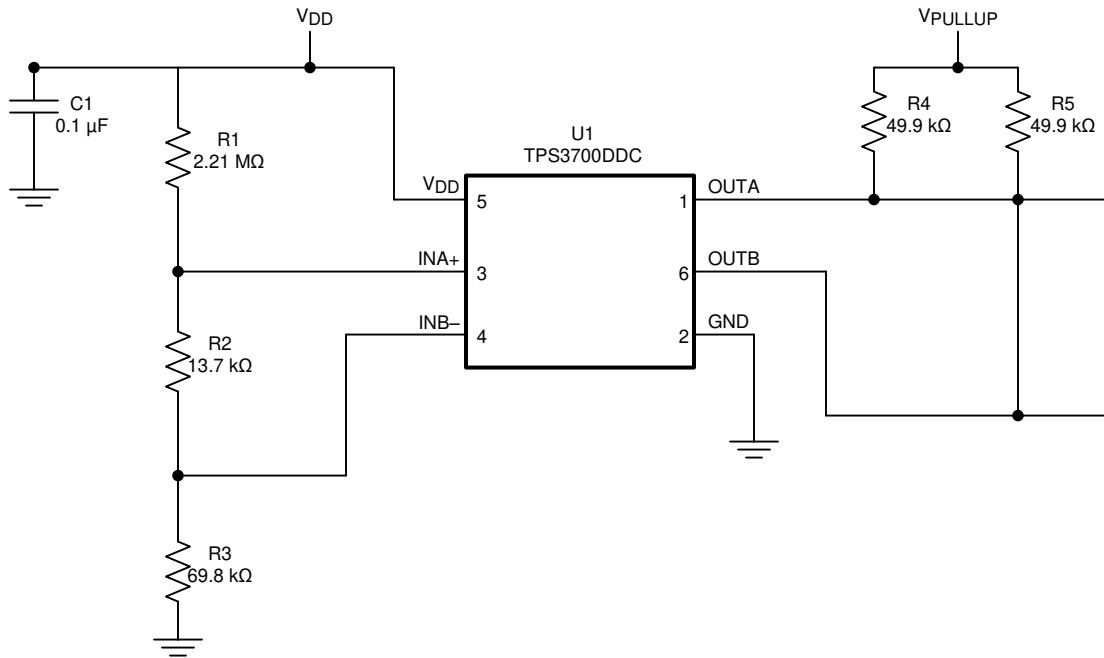 VDD
VPULLUP
C1
0.1 µF
R1
2.21 MΩ
R4
49.9 kΩ
R5
49.9 kΩ
U1
TPS3700DDC
VDD
5
1
OUTA
INA+
3
6
OUTB
INB–
4
2
GND
R2
13.7 kΩ
R3
69.8 kΩ